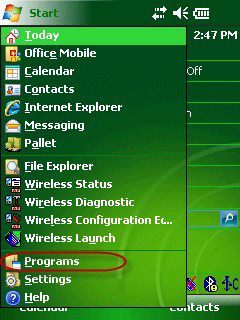 Start
2:47 PM
Today
Office Mobile
Calendar
Off
Contacts
Internet Explorer
Messaging
Pallet
File Explorer
Wireless Status
Wireless Diagnostic
Wireless Configuration Ec...
Wireless Launch
Programs
Settings
Help
Calendar
Contacts